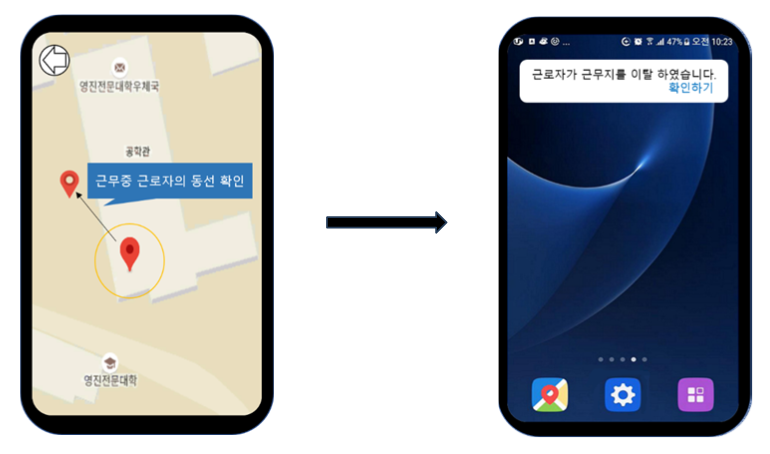 영진전문대학우체국
공학관
근무중 근로자의 동선 확인
영진전문대학
... 47% 오전 10:23
근로자가 근무지를 이탈 하였습니다.
확인하기